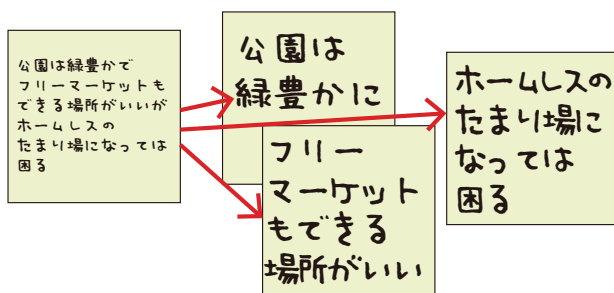 公園は緑豊かで
フリーマーケットも
できる場所がいいが
ホームレスの
たまり場になっては
困る
公園は
緑豊かに
フリー
マーケット
もできる
場所がいい
ホームレスの
たまり場に
なっては
困る